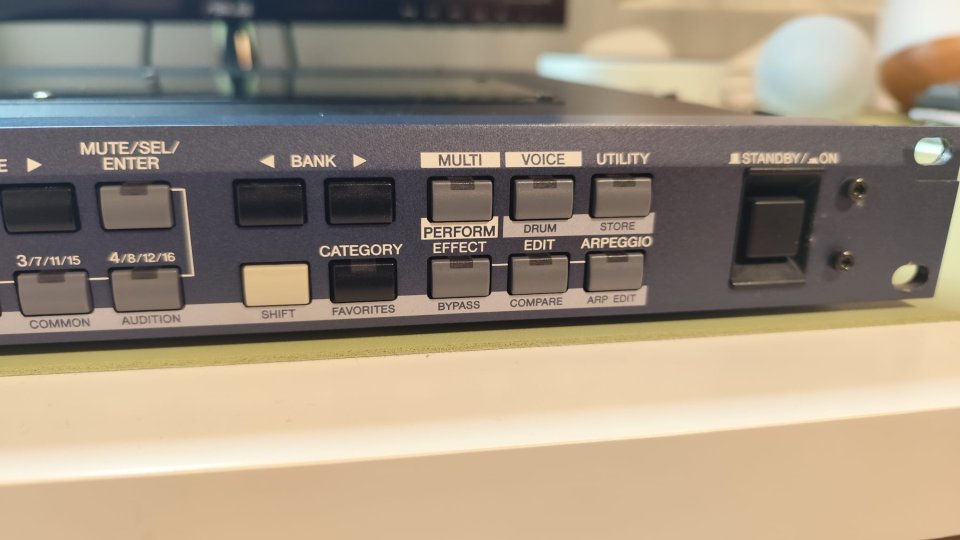 E ▶
MUTE/SEL/
ENTER
◀ BANK ▶
MULTI
VOICE
UTILITY
STANDBY/ ON
PERFORM
DRUM
STORE
3/7/11/15
4/8/12/16
CATEGORY
EFFECT
EDIT
ARPEGGIO
COMMON
AUDITION
SHIFT
FAVORITES
BYPASS
COMPARE
ARP EDIT